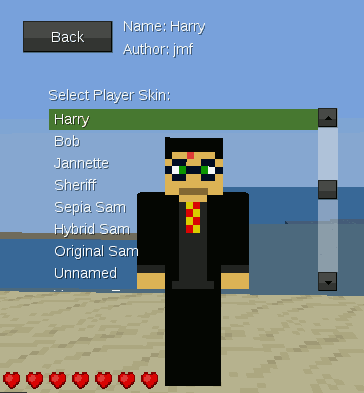 Back
Name: Harry
Author: jmf
Select Player Skin:
Harry
Bob
Jannette
Sheriff
Sepia Sam
Hybrid Sam
Original Sam
Unnamed